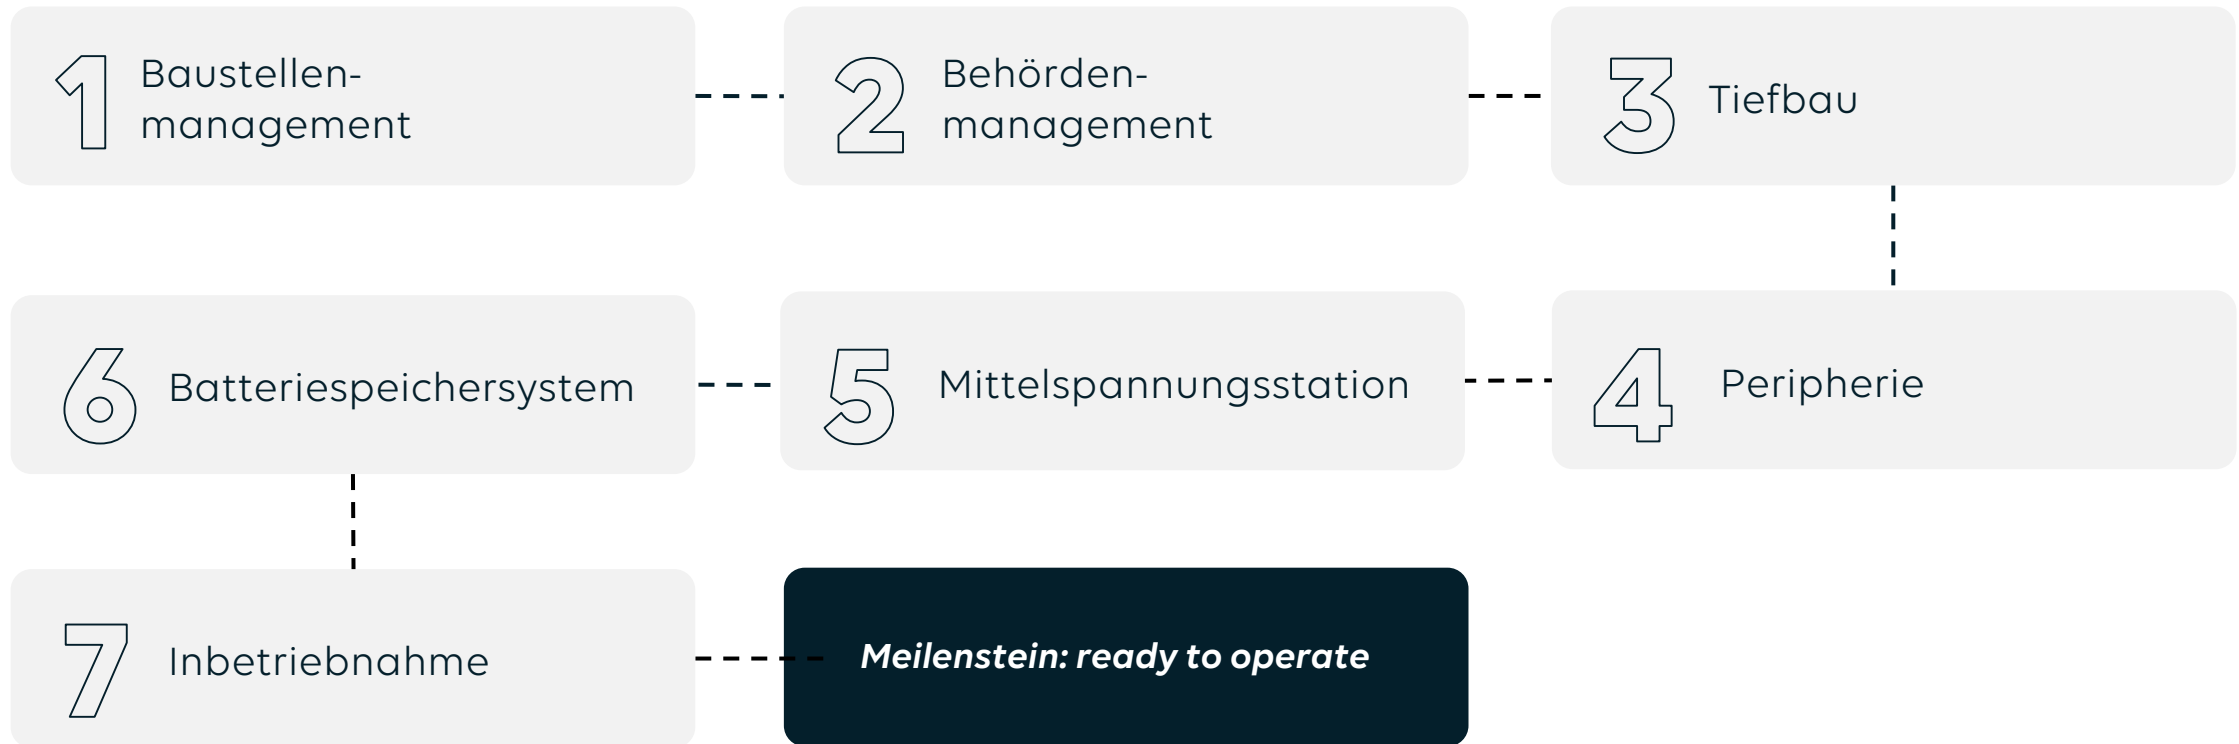 1
Baustellen-
management
2
Behörden-
management
3
Tiefbau
4
Peripherie
5
Mittelspannungsstation
6
Batteriespeichersystem
7
Inbetriebnahme
Meilenstein: ready to operate